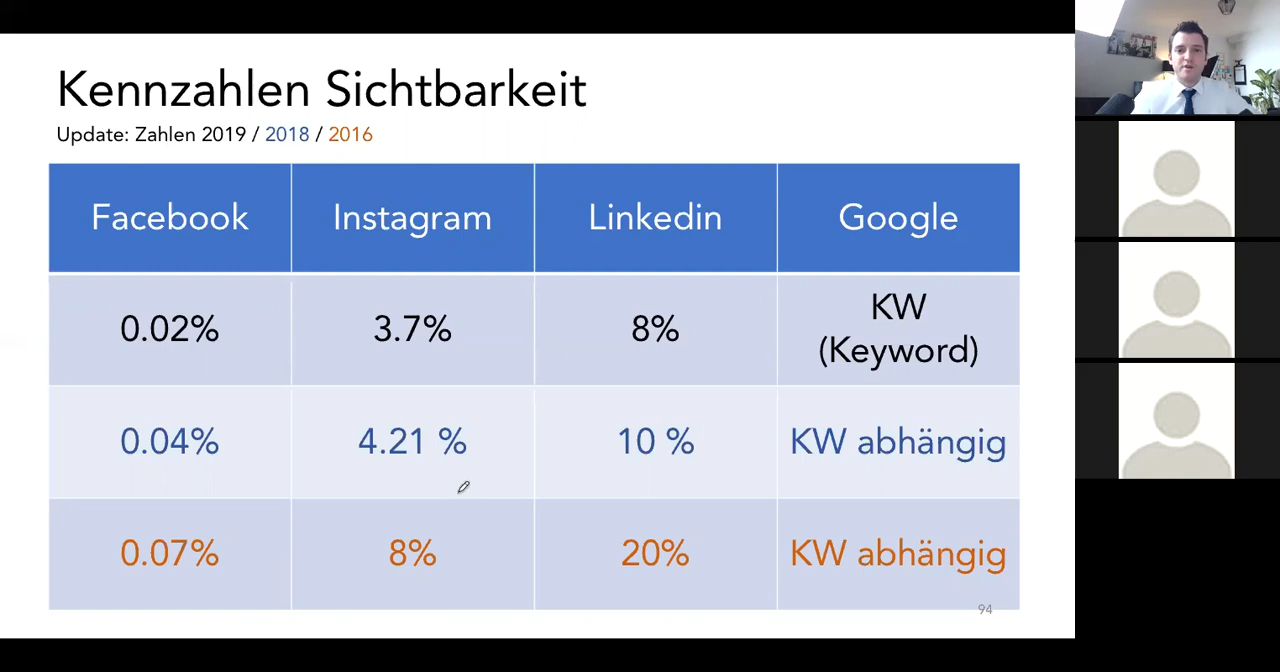 Kennzahlen Sichtbarkeit
Update: Zahlen 2019 / 2018 / 2016
Facebook Instagram Linkedin Google
0.02% 3.7% 8% KW
(Keyword)
0.04% 4.21 % 10 % KW abhängig
0.07% 8% 20% KW abhängig
94